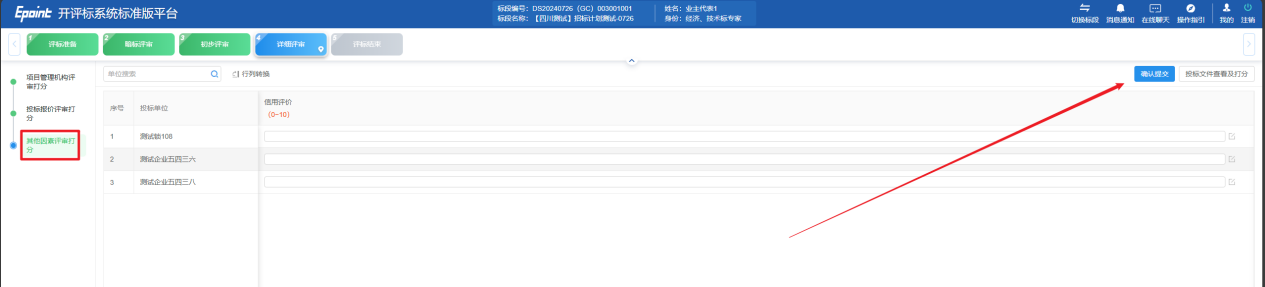 Epoint 开评标系统标准版平台
标段编号：DS20240726（GC）003001001
标段名称：【四川测试】招标计划测试-0726
姓名：业主代表1
身份：经济、技术标专家
切换标段 消息通知 在线聊天 操作指引 我的 注销
1 评标准备
2 暗标评审
3 初步评审
4 详细评审
5 评标结束
项目管理机构评
审打分
投标报价评审打
分
其他因素评审打
分
单位搜索
行列转换
确认提交
投标文件查看及打分
序号 投标单位 信用评价
（0~10）
1 测试锁108
2 测试企业五四三六
3 测试企业五四三八